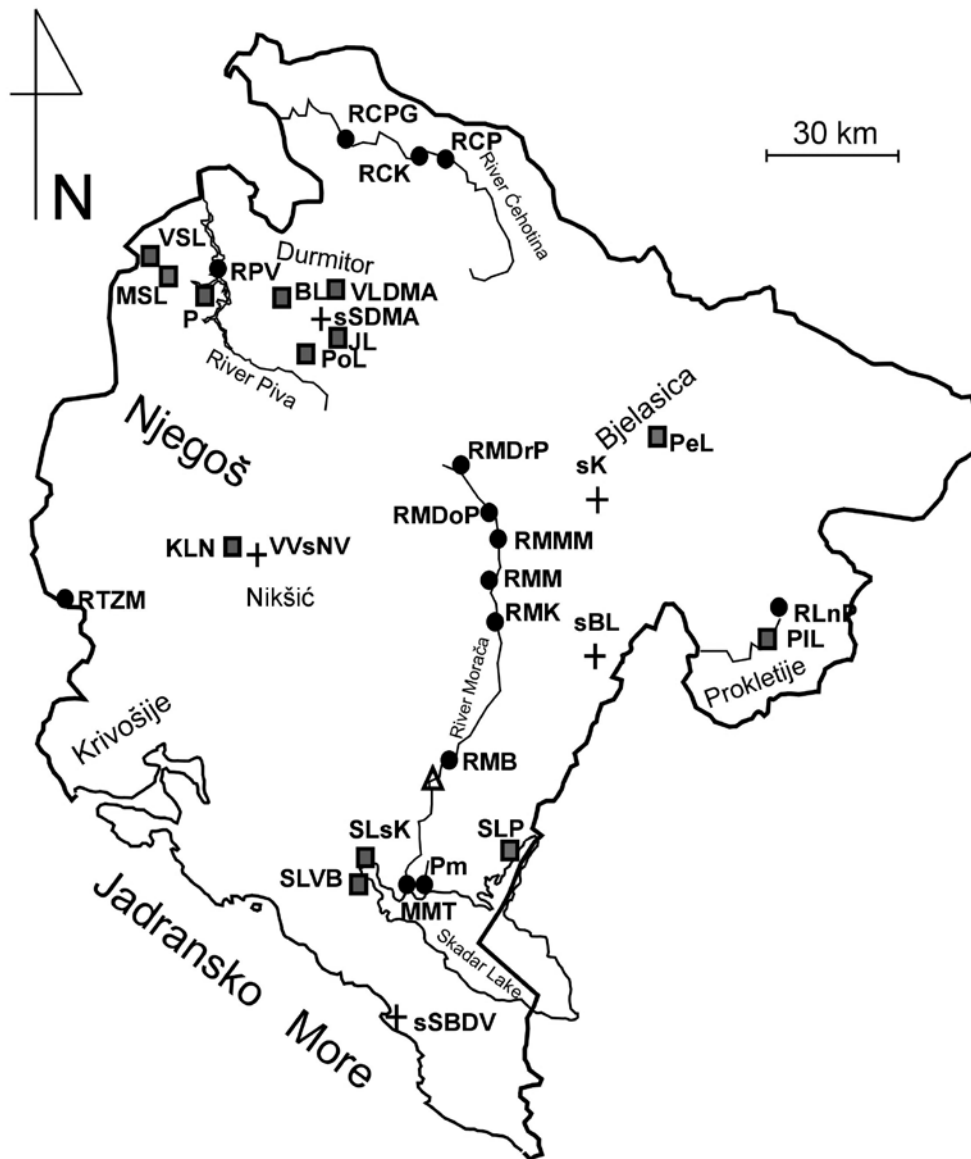 RCPG
RCP
30 km
RCK
River Ćehotina
N
VSL
Durmitor
RPV
MSL
BL
VLDMA
P
sSDMA
JL
PoL
River Piva
Njegoš
Bjelasica
PeL
RMDrP
sK
RMDoP
RMMM
KLN
VVsNV
RMM
Nikšić
RTZM
RMK
sBL
RLnP
PlL
Prokletije
River Morača
Krivošije
RMB
SLsK
SLP
Pm
SLVB
MMT
Skadar Lake
Jadransko More
sSBDV